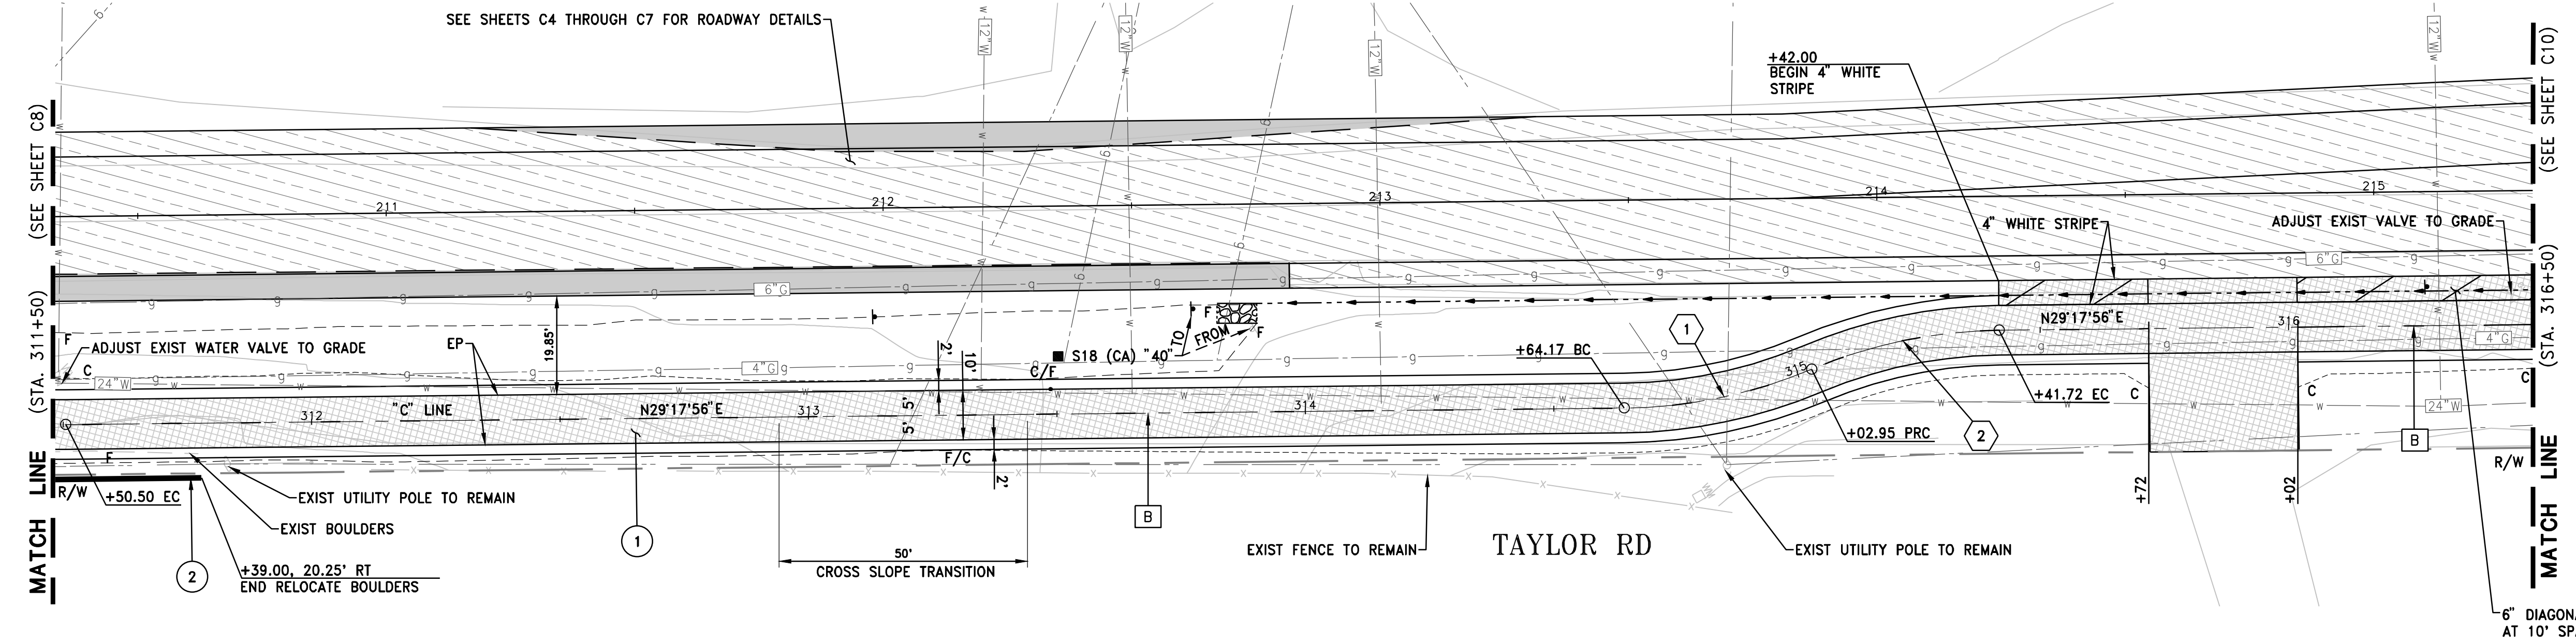 SEE SHEETS C4 THROUGH C7 FOR ROADWAY DETAILS
12"W
12"W
12"W
12"W
+42.00
BEGIN 4" WHITE
STRIPE
MATCH LINE (STA. 311+50) (SEE SHEET C8)
MATCH LINE (STA. 316+50) (SEE SHEET C10)
211
212
213
214
215
4" WHITE STRIPE
ADJUST EXIST VALVE TO GRADE
6"G
6"G
F
19.85'
TO
FROM
F
F
N29°17'56"E
316
ADJUST EXIST WATER VALVE TO GRADE
EP
2'
10'
S18 (CA) "40"
C/F
+64.17 BC
1
315
4"G
4"G
C
24"W
312
"C" LINE
N29°17'56"E
313
5'
5'
314
+41.72 EC
C
C
C
24"W
+02.95 PRC
2
B
F
F/C
2'
R/W
R/W
+50.50 EC
EXIST UTILITY POLE TO REMAIN
EXIST BOULDERS
1
B
+72
+02
WM
2
+39.00, 20.25' RT
END RELOCATE BOULDERS
50'
CROSS SLOPE TRANSITION
EXIST FENCE TO REMAIN
TAYLOR RD
EXIST UTILITY POLE TO REMAIN
6" DIAGON
AT 10' SP